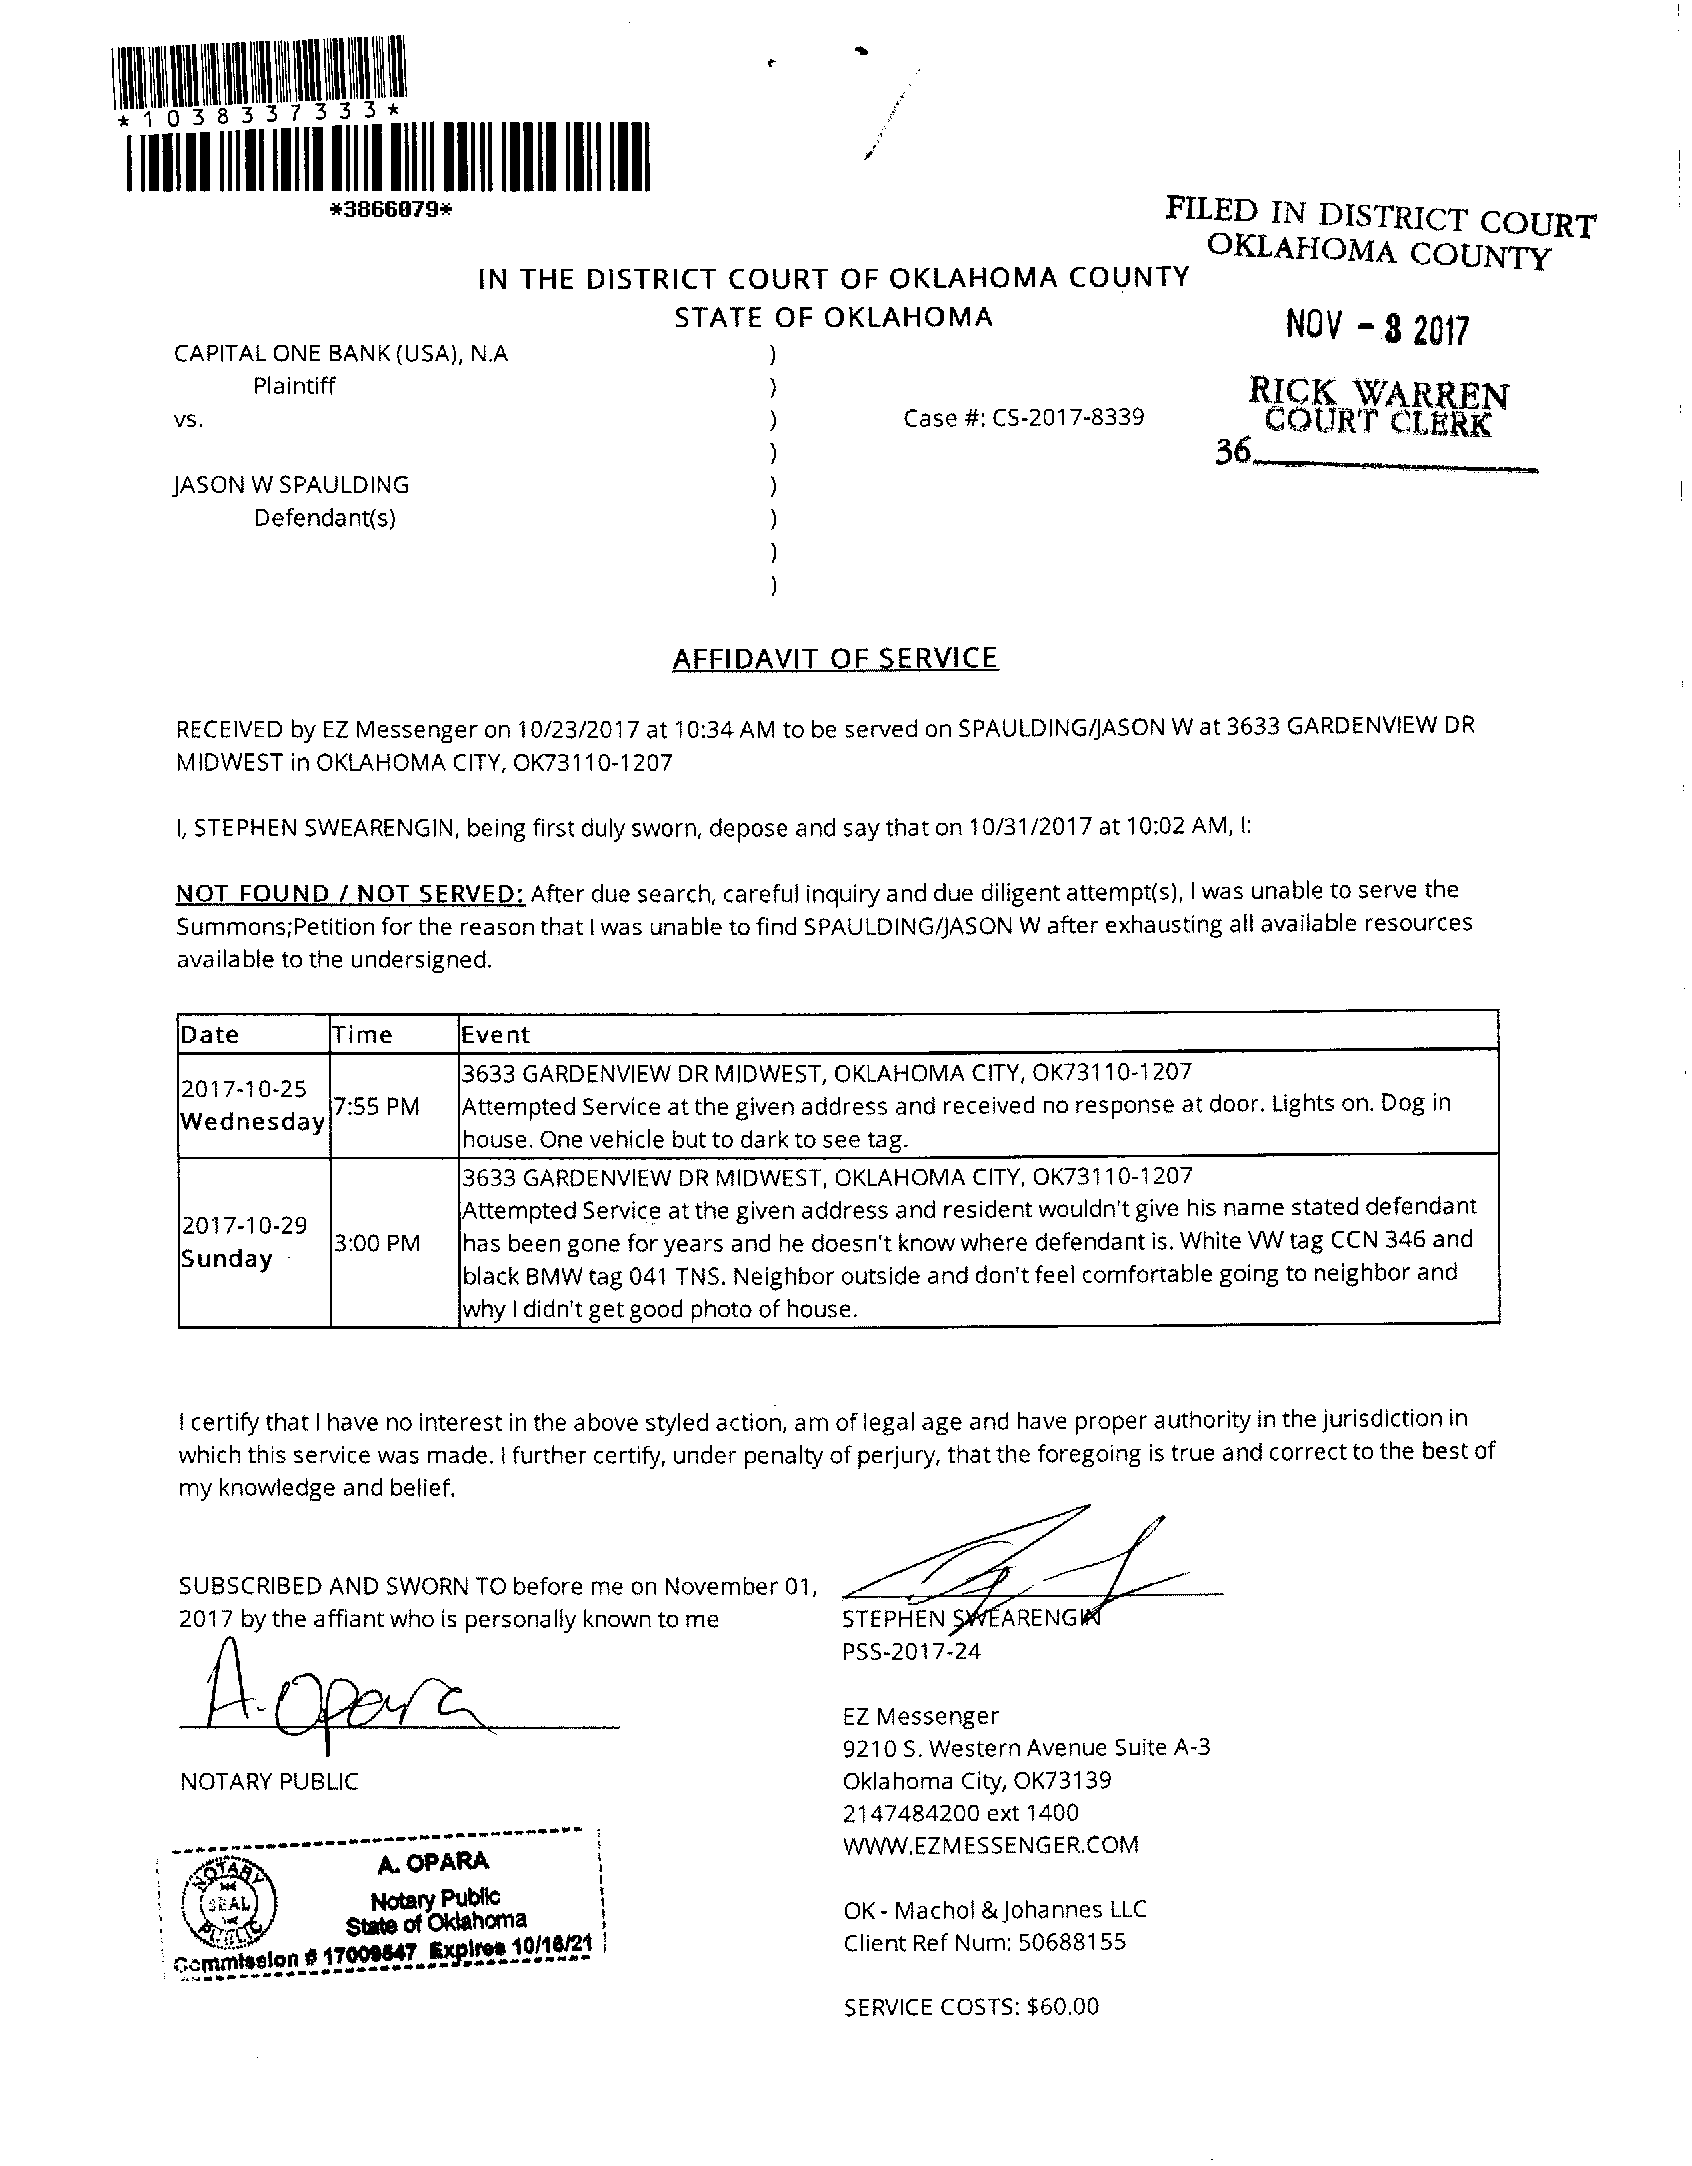 *1038337333*
*3866079*
FILED IN DISTRICT COURT
OKLAHOMA COUNTY
NOV - 8 2017
RICK WARREN
COURT CLERK
36
IN THE DISTRICT COURT OF OKLAHOMA COUNTY
STATE OF OKLAHOMA
CAPITAL ONE BANK (USA), N.A )
Plaintiff )
vs. ) Case #: CS-2017-8339
)
JASON W SPAULDING )
Defendant(s) )
)
)
AFFIDAVIT OF SERVICE
RECEIVED by EZ Messenger on 10/23/2017 at 10:34 AM to be served on SPAULDING/JASON W at 3633 GARDENVIEW DR
MIDWEST in OKLAHOMA CITY, OK73110-1207
I, STEPHEN SWEARENGIN, being first duly sworn, depose and say that on 10/31/2017 at 10:02 AM, I:
NOT FOUND / NOT SERVED: After due search, careful inquiry and due diligent attempt(s), I was unable to serve the
Summons;Petition for the reason that I was unable to find SPAULDING/JASON W after exhausting all available resources
available to the undersigned.
Date Time Event
2017-10-25
Wednesday
7:55 PM
3633 GARDENVIEW DR MIDWEST, OKLAHOMA CITY, OK73110-1207
Attempted Service at the given address and received no response at door. Lights on. Dog in
house. One vehicle but to dark to see tag.
2017-10-29
Sunday
3:00 PM
3633 GARDENVIEW DR MIDWEST, OKLAHOMA CITY, OK73110-1207
Attempted Service at the given address and resident wouldn't give his name stated defendant
has been gone for years and he doesn't know where defendant is. White VW tag CCN 346 and
black BMW tag 041 TNS. Neighbor outside and don't feel comfortable going to neighbor and
why I didn't get good photo of house.
I certify that I have no interest in the above styled action, am of legal age and have proper authority in the jurisdiction in
which this service was made. I further certify, under penalty of perjury, that the foregoing is true and correct to the best of
my knowledge and belief.
SUBSCRIBED AND SWORN TO before me on November 01,
2017 by the affiant who is personally known to me
A. Opara
NOTARY PUBLIC
STEPHEN SWEARENGIN
PSS-2017-24
EZ Messenger
9210 S. Western Avenue Suite A-3
Oklahoma City, OK73139
2147484200 ext 1400
WWW.EZMESSENGER.COM
OK - Machol & Johannes LLC
Client Ref Num: 50688155
SERVICE COSTS: $60.00
NOTARY
SEAL
PUBLIC
A. OPARA
Notary Public
State of Oklahoma
Commission # 17009547 Expires 10/16/21